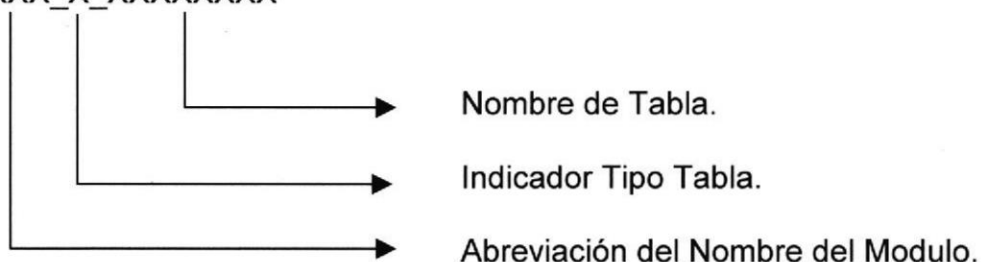 Nombre de Tabla.
Indicador Tipo Tabla.
Abreviación del Nombre del Modulo.